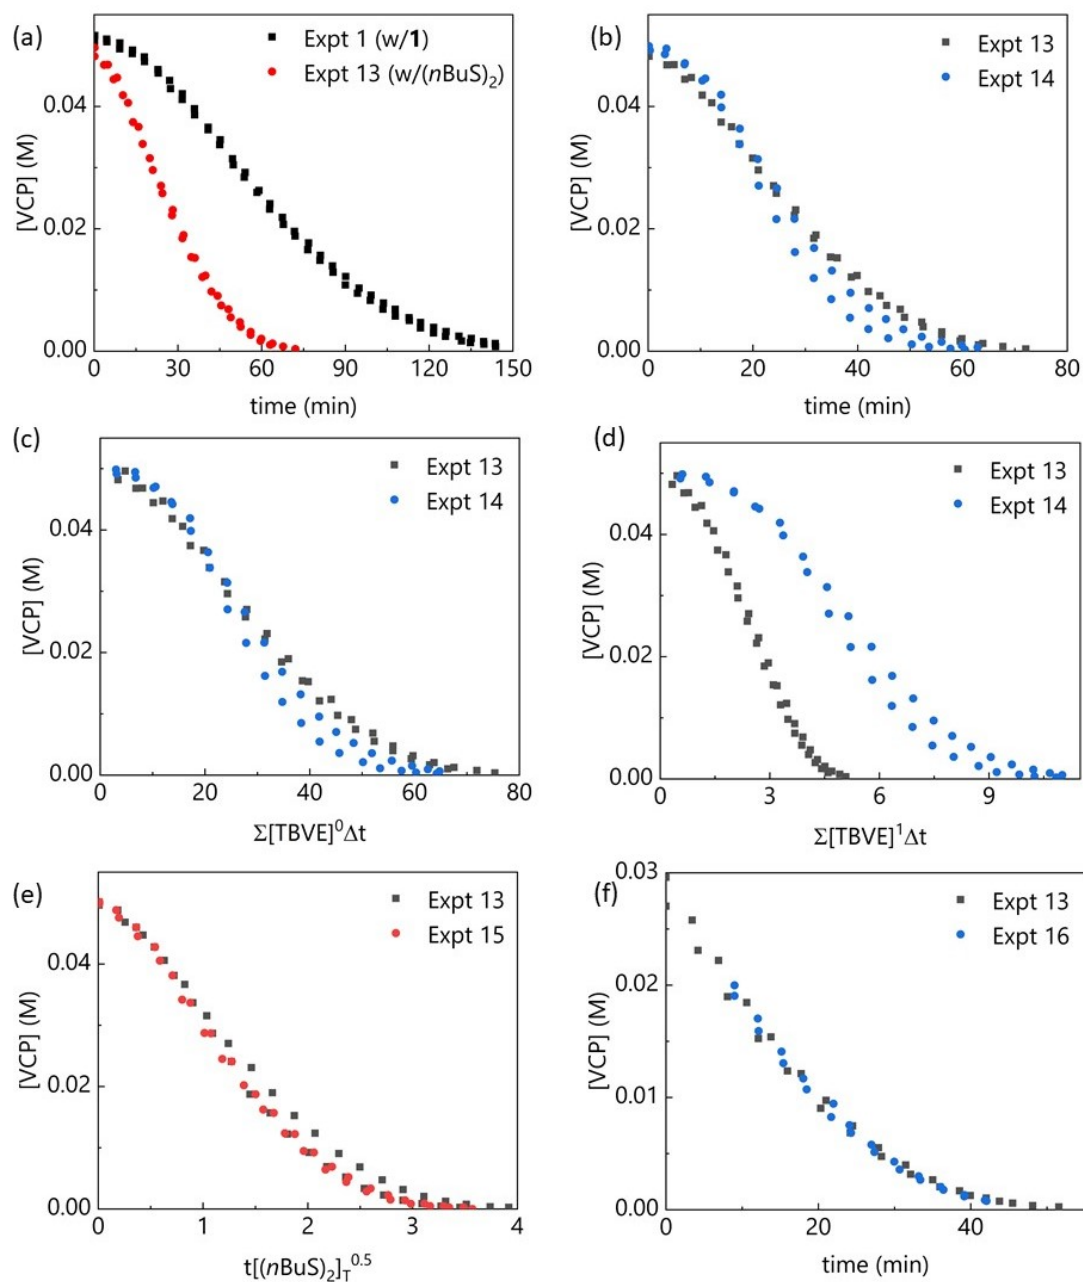 (a)
Expt 1 (w/1)
Expt 13 (w/(nBuS)₂)
[VCP] (M)
0.04
0.02
0.00
0 30 60 90 120 150
time (min)
(b)
Expt 13
Expt 14
[VCP] (M)
0.04
0.02
0.00
0 20 40 60 80
time (min)
(c)
Expt 13
Expt 14
[VCP] (M)
0.04
0.02
0.00
0 20 40 60 80
Σ[TBVE]⁰Δt
(d)
Expt 13
Expt 14
[VCP] (M)
0.04
0.02
0.00
0 3 6 9
Σ[TBVE]¹Δt
(e)
Expt 13
Expt 15
[VCP] (M)
0.04
0.02
0.00
0 1 2 3 4
t[(nBuS)₂]ᴛ⁰·⁵
(f)
Expt 13
Expt 16
[VCP] (M)
0.03
0.02
0.01
0.00
0 20 40
time (min)